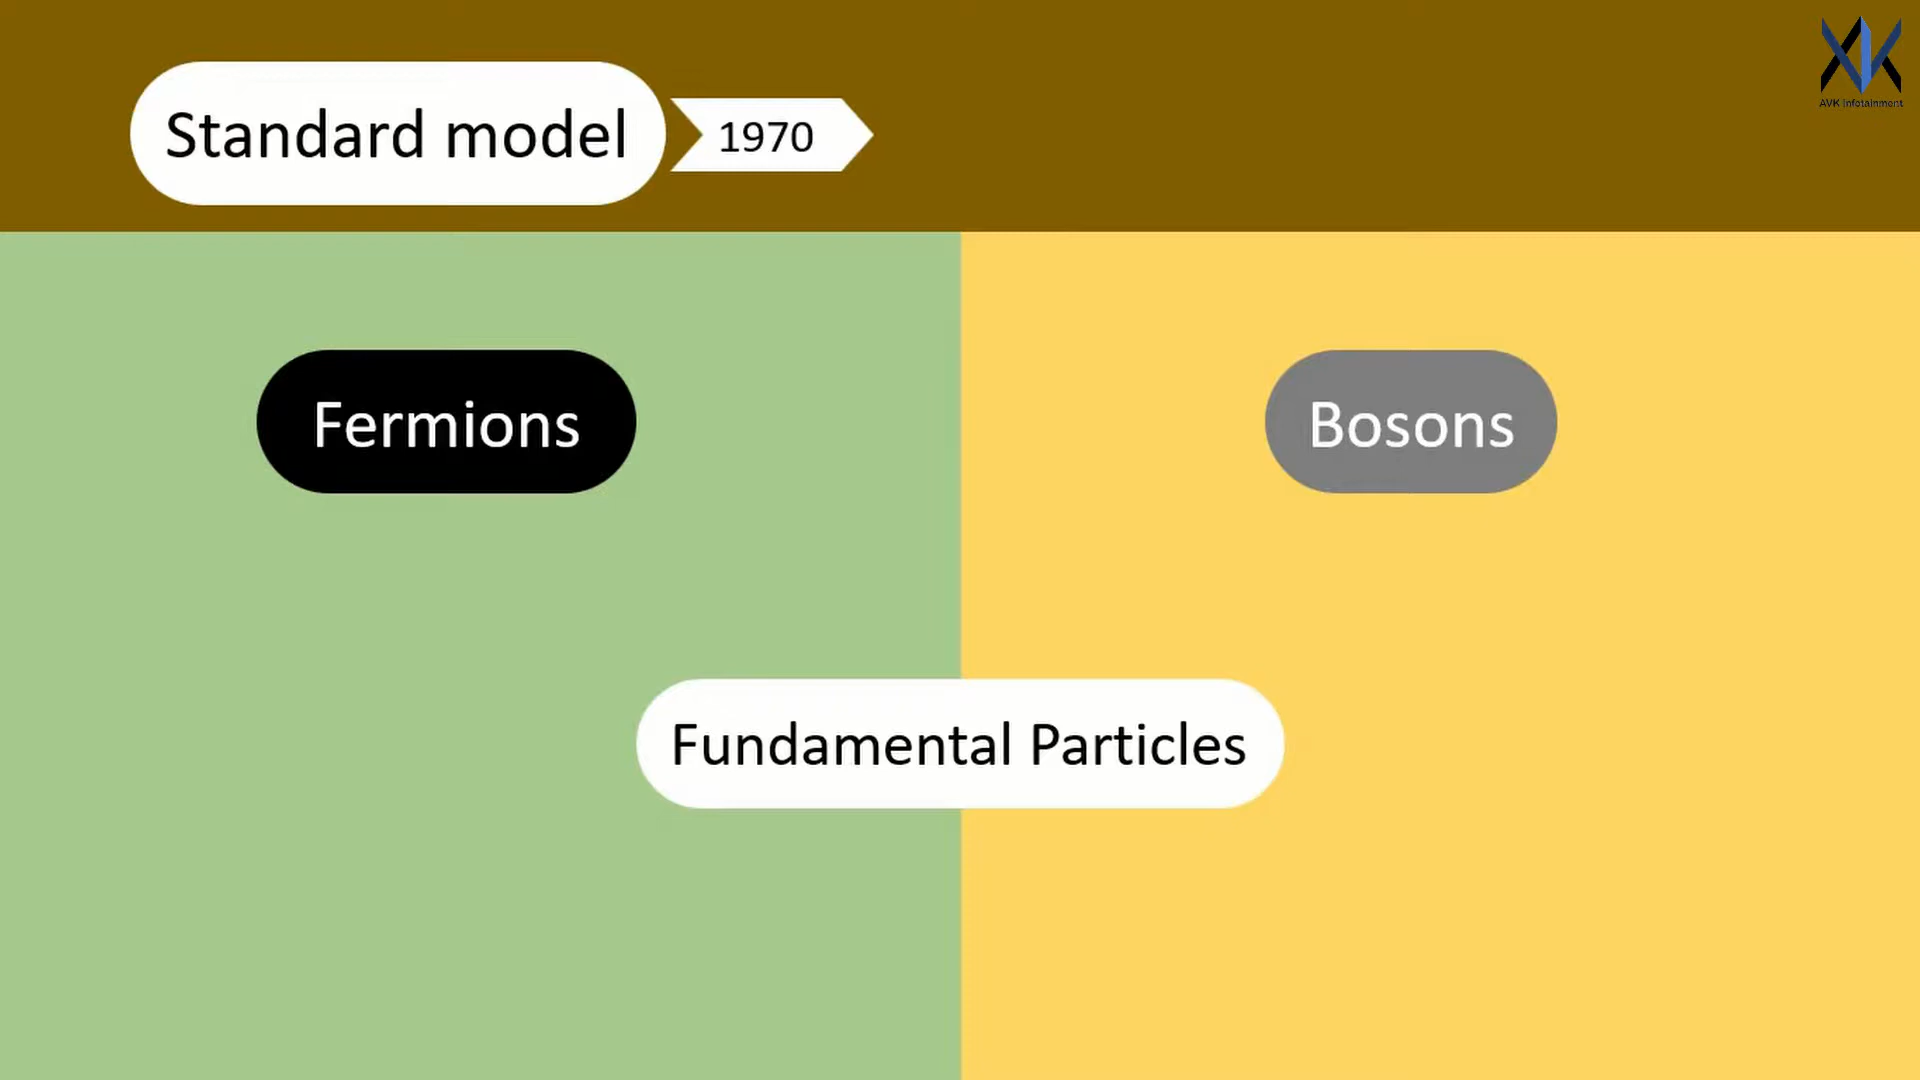 Standard model
1970
AVK Infotainment
Fermions
Bosons
Fundamental Particles